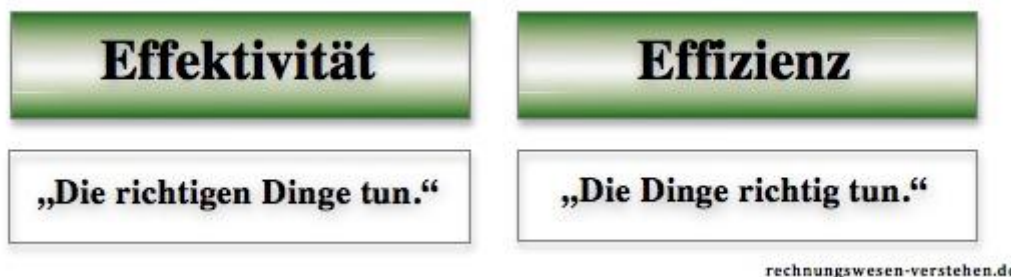 Effektivität
Effizienz
„Die richtigen Dinge tun.“
„Die Dinge richtig tun.“
rechnungswesen-verstehen.de